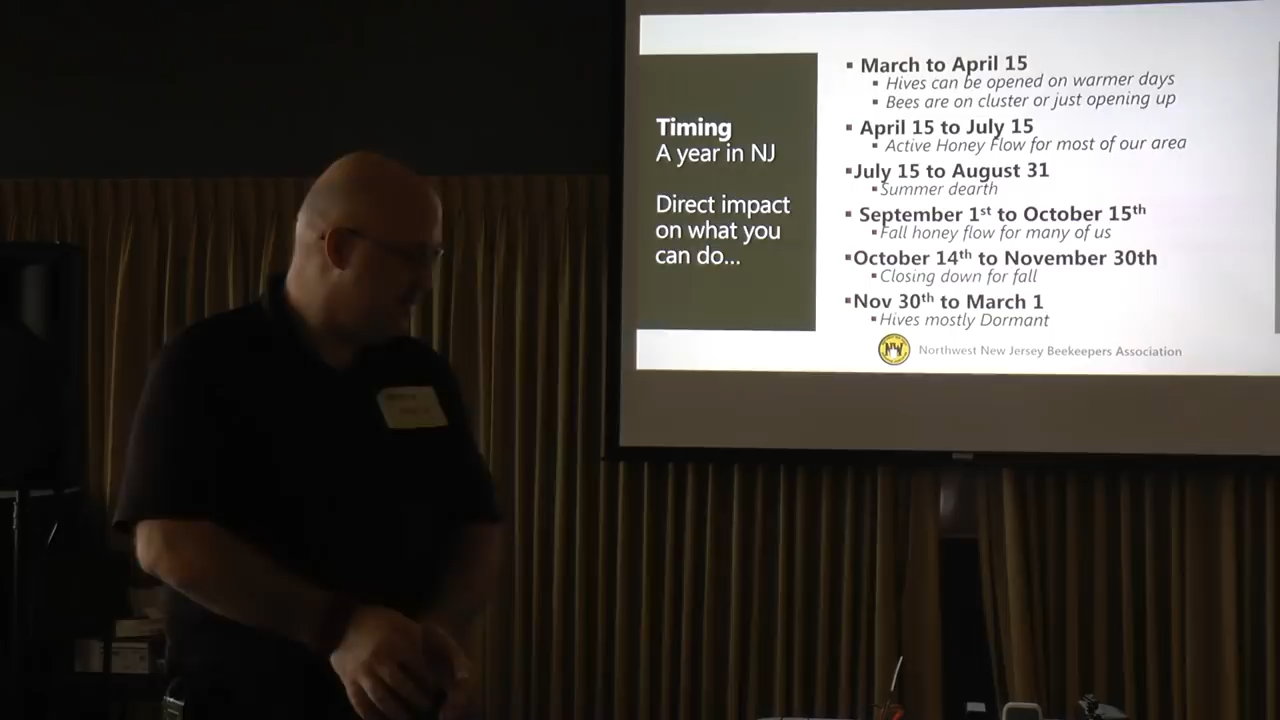 Timing
A year in NJ
Direct impact
on what you
can do...
▪ March to April 15
▪ Hives can be opened on warmer days
▪ Bees are on cluster or just opening up
▪ April 15 to July 15
▪ Active Honey Flow for most of our area
▪July 15 to August 31
▪Summer dearth
▪ September 1st to October 15th
▪Fall honey flow for many of us
▪October 14th to November 30th
▪Closing down for fall
▪Nov 30th to March 1
▪Hives mostly Dormant
NW
Northwest New Jersey Beekeepers Association